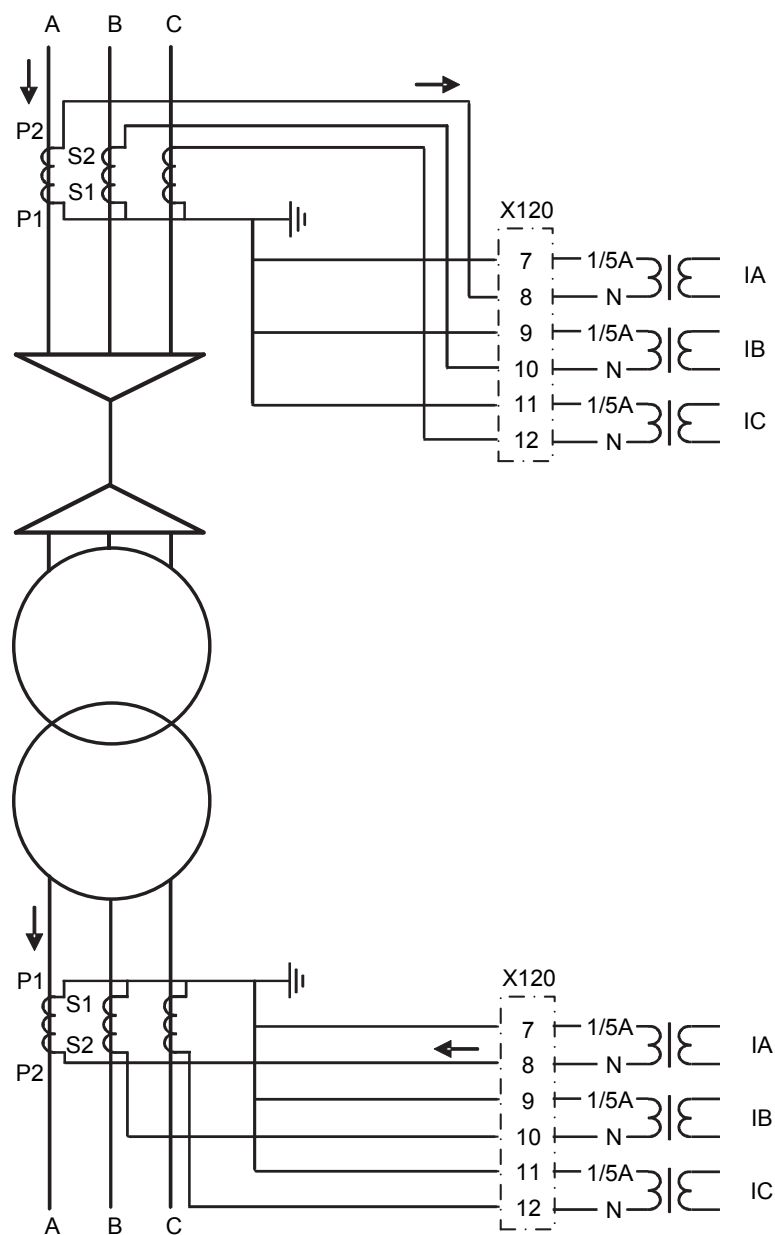 A B C
P2
S2
S1
P1
X120
7 1/5A
IA
8 N
9 1/5A
IB
10 N
11 1/5A
IC
12 N
P1
S1
S2
P2
X120
7 1/5A
IA
8 N
9 1/5A
IB
10 N
11 1/5A
IC
12 N
A B C